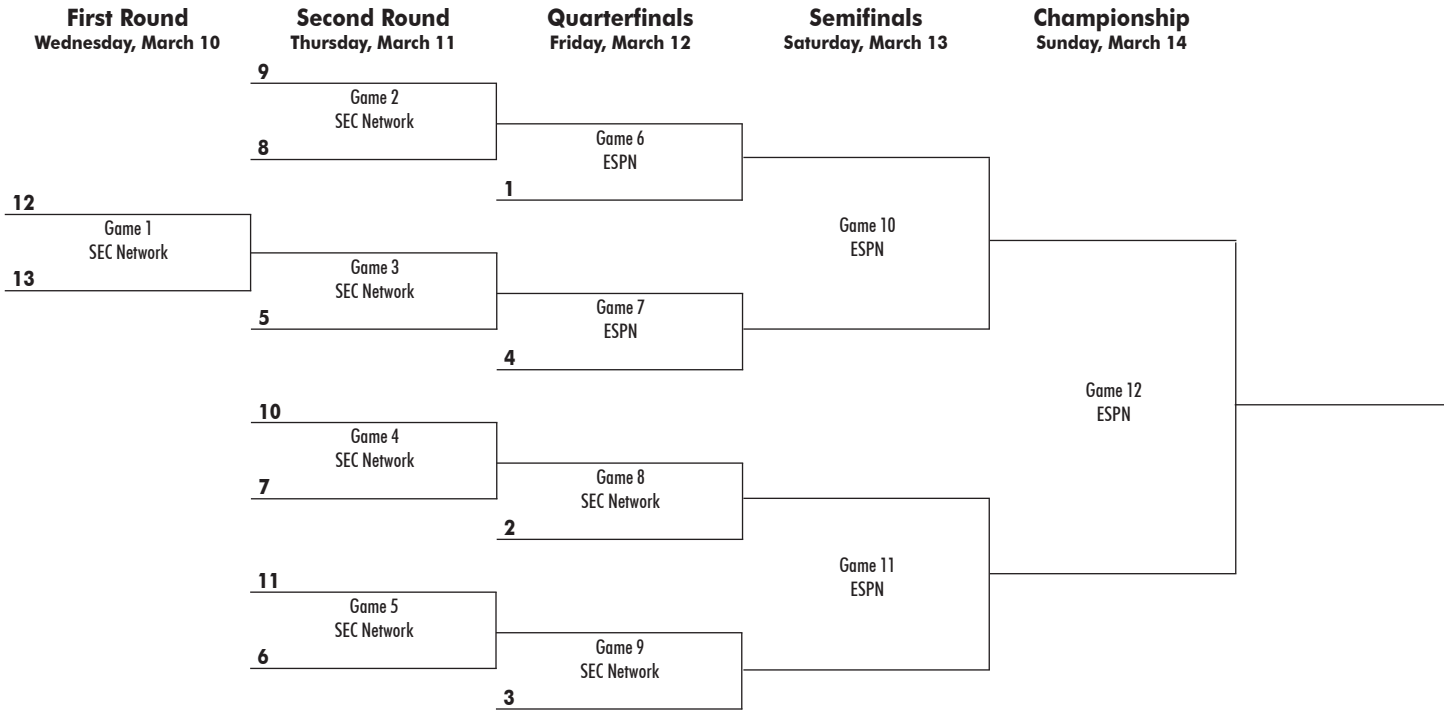 First Round
Wednesday, March 10
Second Round
Thursday, March 11
Quarterfinals
Friday, March 12
Semifinals
Saturday, March 13
Championship
Sunday, March 14
12
Game 1
SEC Network
13
9
Game 2
SEC Network
8
Game 3
SEC Network
5
10
Game 4
SEC Network
7
11
Game 5
SEC Network
6
Game 6
ESPN
1
Game 7
ESPN
4
Game 8
SEC Network
2
Game 9
SEC Network
3
Game 10
ESPN
Game 11
ESPN
Game 12
ESPN